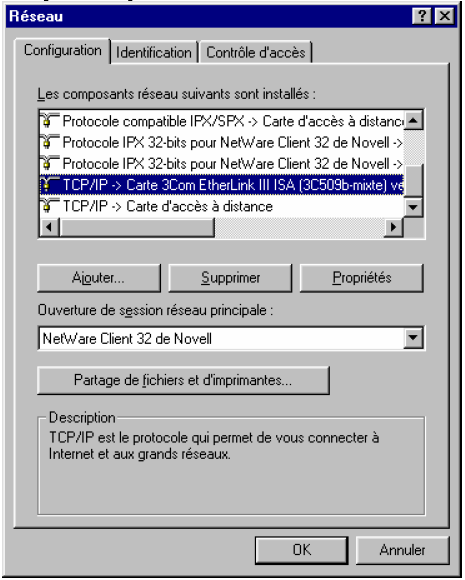 Réseau
Configuration Identification Contrôle d'accès
Les composants réseau suivants sont installés :
Protocole compatible IPX/SPX -> Carte d'accès à distance
Protocole IPX 32-bits pour NetWare Client 32 de Novell ->
Protocole IPX 32-bits pour NetWare Client 32 de Novell ->
TCP/IP -> Carte 3Com EtherLink III ISA (3C509b-mixte) ve
TCP/IP -> Carte d'accès à distance
Ajouter... Supprimer Propriétés
Ouverture de session réseau principale :
NetWare Client 32 de Novell
Partage de fichiers et d'imprimantes...
Description
TCP/IP est le protocole qui permet de vous connecter à
Internet et aux grands réseaux.
OK Annuler